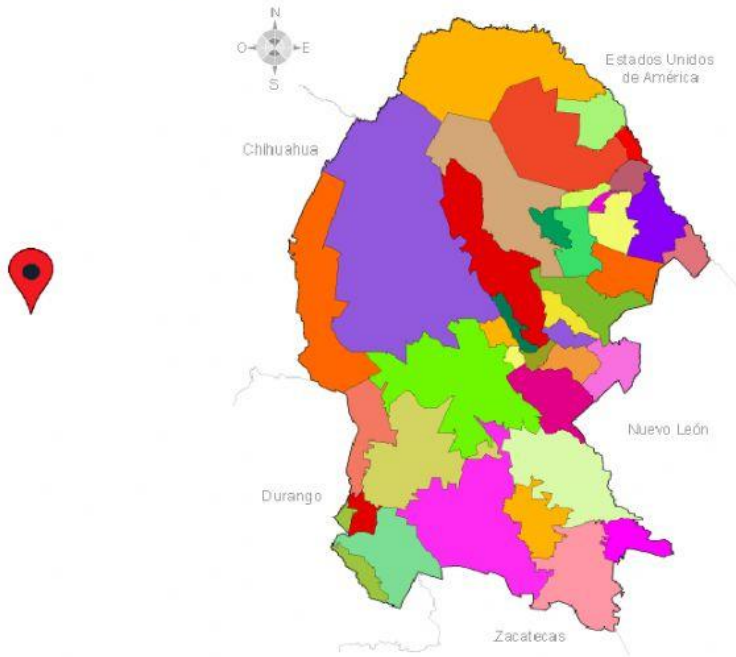 N
O E
S
Estados Unidos
de América
Chihuahua
Nuevo León
Durango
Zacatecas